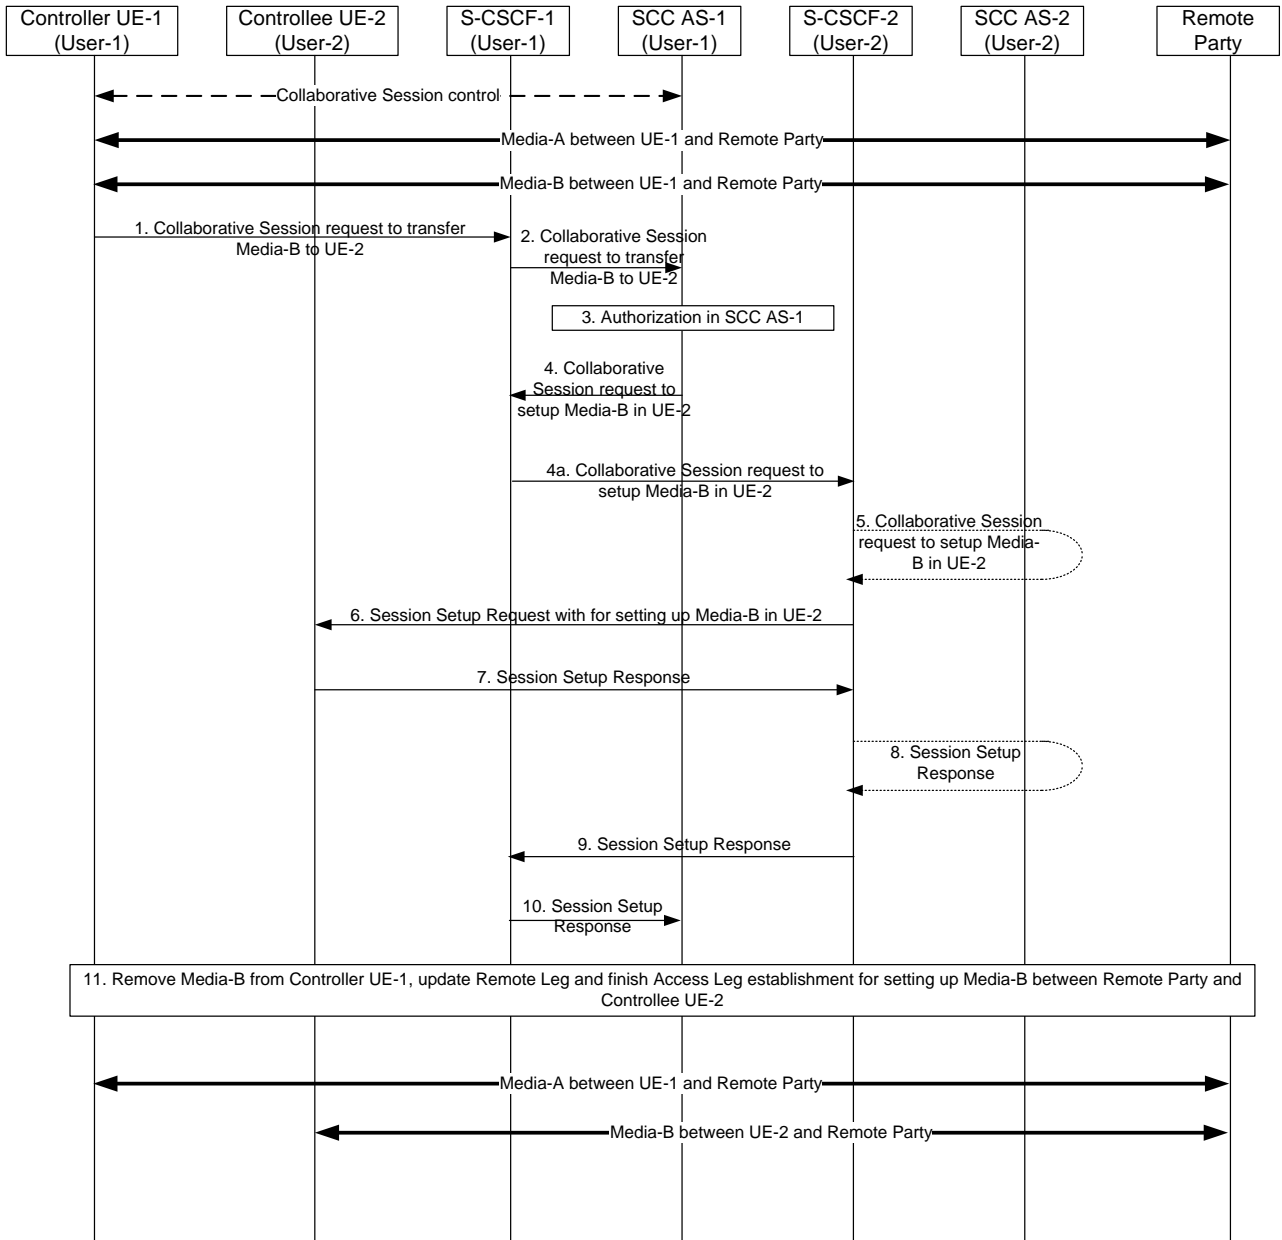 Controller UE-1
(User-1)
Controllee UE-2
(User-2)
S-CSCF-1
(User-1)
SCC AS-1
(User-1)
S-CSCF-2
(User-2)
SCC AS-2
(User-2)
Remote
Party
Collaborative Session control
Media-A between UE-1 and Remote Party
Media-B between UE-1 and Remote Party
1. Collaborative Session request to transfer
Media-B to UE-2
2. Collaborative Session
request to transfer
Media-B to UE-2
3. Authorization in SCC AS-1
4. Collaborative
Session request to
setup Media-B in UE-2
4a. Collaborative Session request to
setup Media-B in UE-2
5. Collaborative Session
request to setup Media-
B in UE-2
6. Session Setup Request with for setting up Media-B in UE-2
7. Session Setup Response
8. Session Setup
Response
9. Session Setup Response
10. Session Setup
Response
11. Remove Media-B from Controller UE-1, update Remote Leg and finish Access Leg establishment for setting up Media-B between Remote Party and
Controllee UE-2
Media-A between UE-1 and Remote Party
Media-B between UE-2 and Remote Party